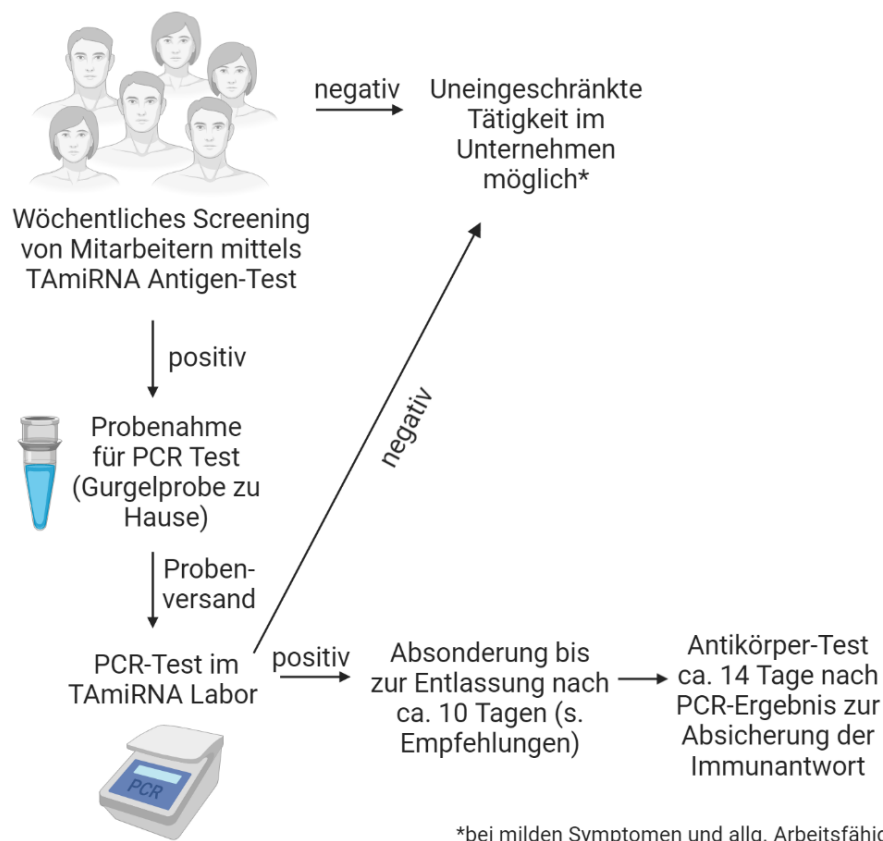 negativ
Uneingeschränkte
Tätigkeit im
Unternehmen
möglich*
Wöchentliches Screening
von Mitarbeitern mittels
TAmiRNA Antigen-Test
positiv
Probenahme
für PCR Test
(Gurgelprobe zu
Hause)
negativ
Proben-
versand
PCR-Test im
TAmiRNA Labor
positiv
Absonderung bis
zur Entlassung nach
ca. 10 Tagen (s.
Empfehlungen)
Antikörper-Test
ca. 14 Tage nach
PCR-Ergebnis zur
Absicherung der
Immunantwort
PCR
*bei milden Symptomen und allg. Arbeitsfähig